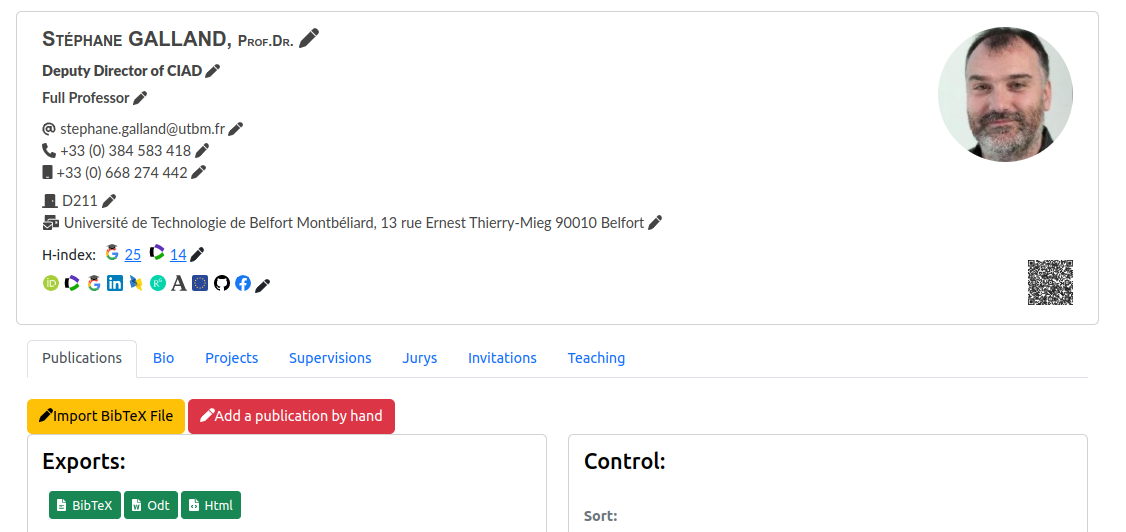 STÉPHANE GALLAND, PROF.DR.
Deputy Director of CIAD
Full Professor
stephane.galland@utbm.fr
+33 (0) 384 583 418
+33 (0) 668 274 442
D211
Université de Technologie de Belfort Montbéliard, 13 rue Ernest Thierry-Mieg 90010 Belfort
H-index: 25 14
Publications Bio Projects Supervisions Jurys Invitations Teaching
Import BibTeX File Add a publication by hand
Exports:
BibTeX Odt Html
Control:
Sort: